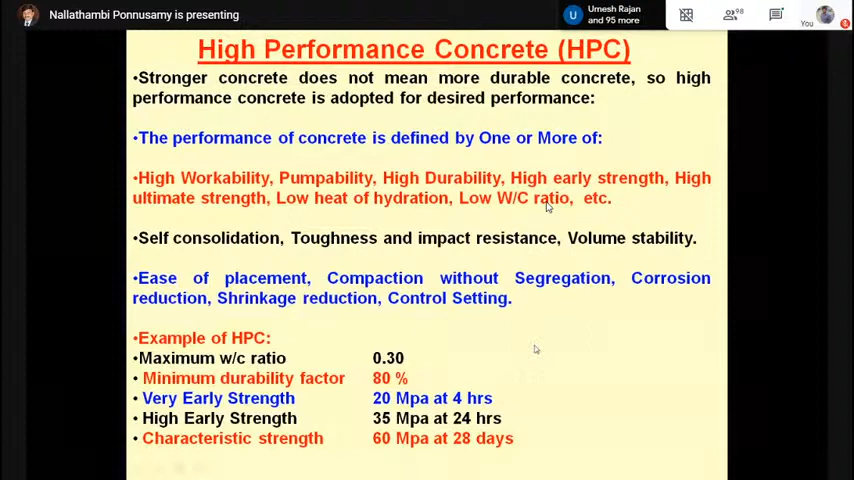 Nallathambi Ponnusamy is presenting
U
Umesh Rajan
and 95 more
98
You
High Performance Concrete (HPC)
•Stronger concrete does not mean more durable concrete, so high
performance concrete is adopted for desired performance:
•The performance of concrete is defined by One or More of:
•High Workability, Pumpability, High Durability, High early strength, High
ultimate strength, Low heat of hydration, Low W/C ratio, etc.
•Self consolidation, Toughness and impact resistance, Volume stability.
•Ease of placement, Compaction without Segregation, Corrosion
reduction, Shrinkage reduction, Control Setting.
•Example of HPC:
•Maximum w/c ratio 0.30
• Minimum durability factor 80 %
• Very Early Strength 20 Mpa at 4 hrs
• High Early Strength 35 Mpa at 24 hrs
• Characteristic strength 60 Mpa at 28 days